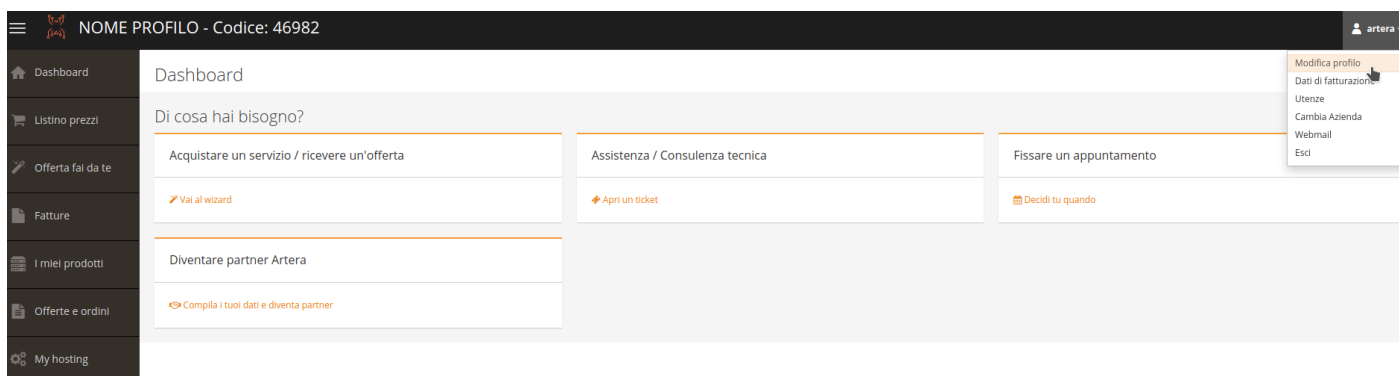 NOME PROFILO - Codice: 46982
artera
Modifica profilo
Dati di fatturazione
Utenze
Cambia Azienda
Webmail
Esci
Dashboard
Listino prezzi
Offerta fai da te
Fatture
I miei prodotti
Offerte e ordini
My hosting
Dashboard
Di cosa hai bisogno?
Acquistare un servizio / ricevere un'offerta
Vai al wizard
Assistenza / Consulenza tecnica
Apri un ticket
Fissare un appuntamento
Decidi tu quando
Diventare partner Artera
Compila i tuoi dati e diventa partner